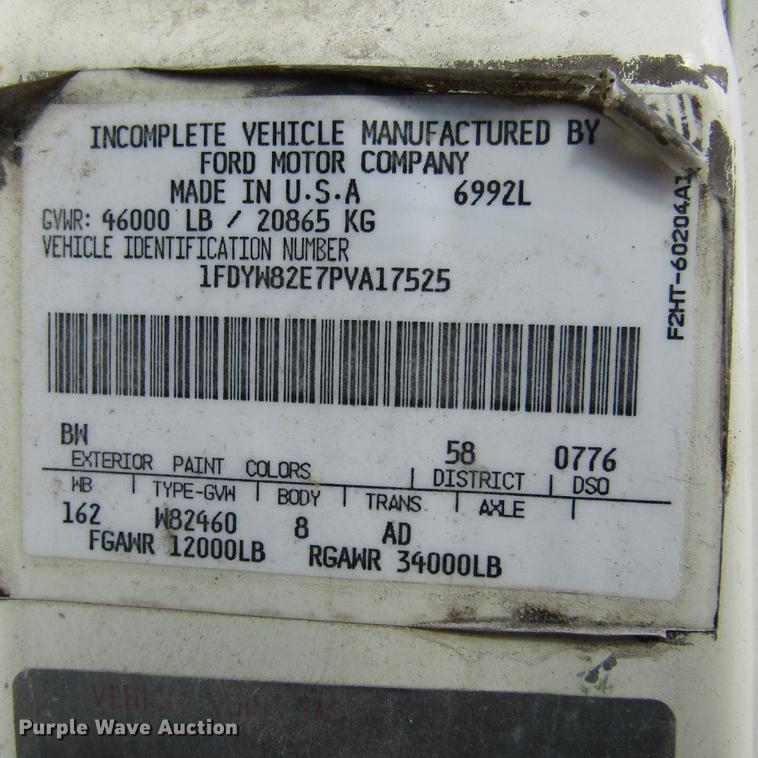 INCOMPLETE VEHICLE MANUFACTURED BY
FORD MOTOR COMPANY
MADE IN U.S.A 6992L
GVWR: 46000 LB / 20865 KG
VEHICLE IDENTIFICATION NUMBER
1FDYW82E7PVA17525
F2HT-60204A1
BW 58 0776
EXTERIOR PAINT COLORS DISTRICT DSO
WB TYPE-GVW BODY TRANS AXLE
162 W82460 8 AD
FGAWR 12000LB RGAWR 34000LB
VEHICLE
Purple Wave Auction